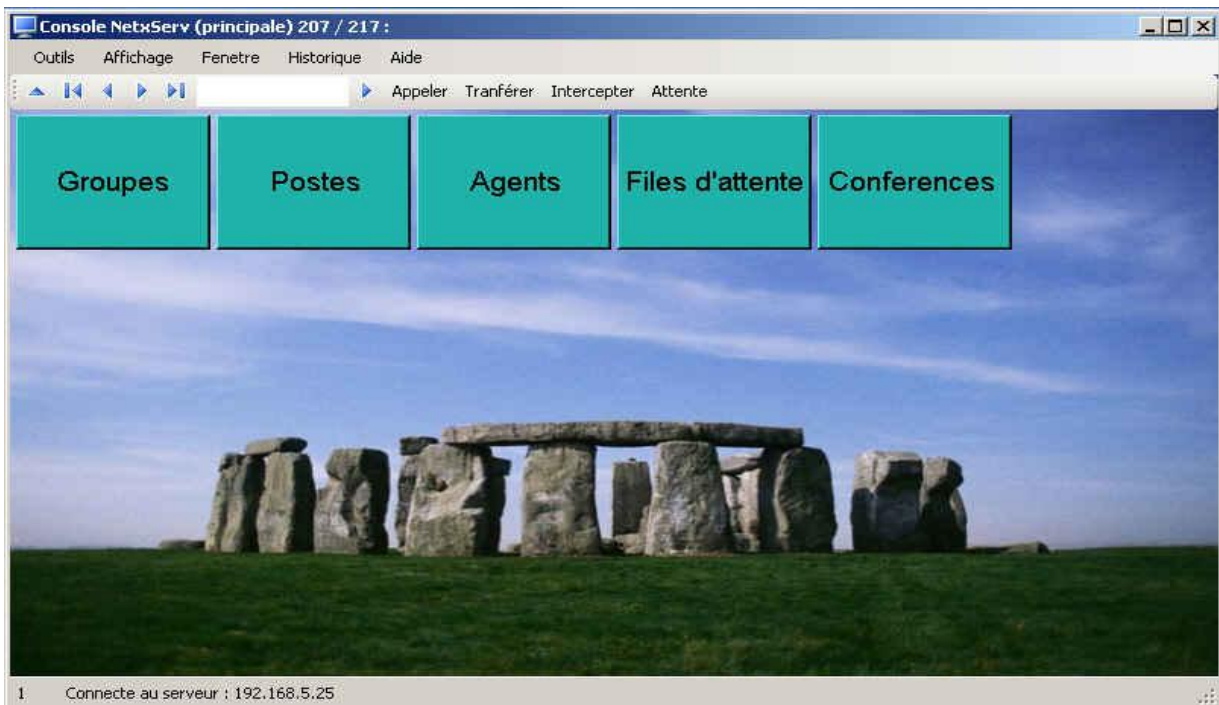 Console NetxServ (principale) 207 / 217 :
Outils Affichage Fenetre Historique Aide
Appeler Tranférer Intercepter Attente
Groupes Postes Agents Files d'attente Conferences
1 Connecte au serveur : 192.168.5.25